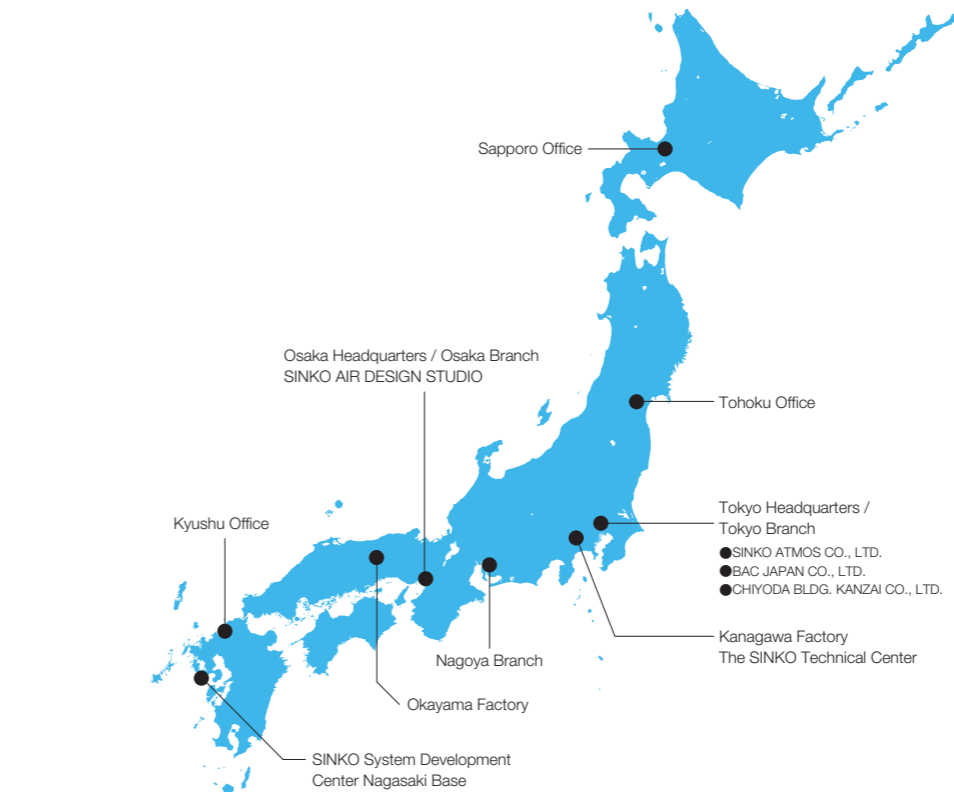 Sapporo Office
Osaka Headquarters / Osaka Branch
SINKO AIR DESIGN STUDIO
Tohoku Office
Kyushu Office
Tokyo Headquarters /
Tokyo Branch
●SINKO ATMOS CO., LTD.
●BAC JAPAN CO., LTD.
●CHIYODA BLDG. KANZAI CO., LTD.
Kanagawa Factory
The SINKO Technical Center
Nagoya Branch
Okayama Factory
SINKO System Development
Center Nagasaki Base